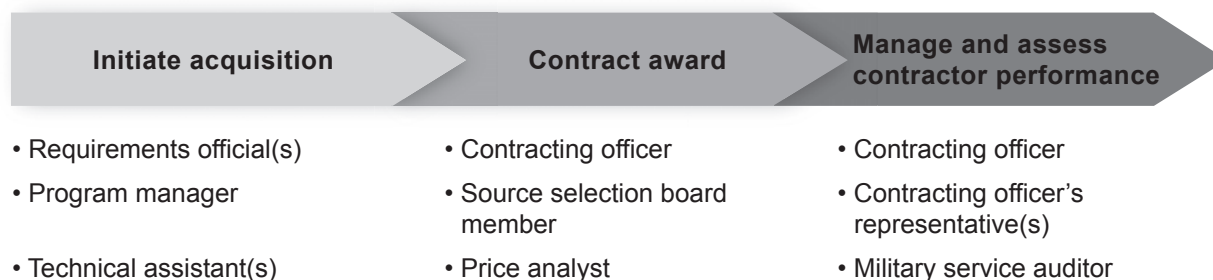 Initiate acquisition
Contract award
Manage and assess
contractor performance
• Requirements official(s)
• Program manager
• Technical assistant(s)
• Contracting officer
• Source selection board
member
• Price analyst
• Contracting officer
• Contracting officer’s
representative(s)
• Military service auditor